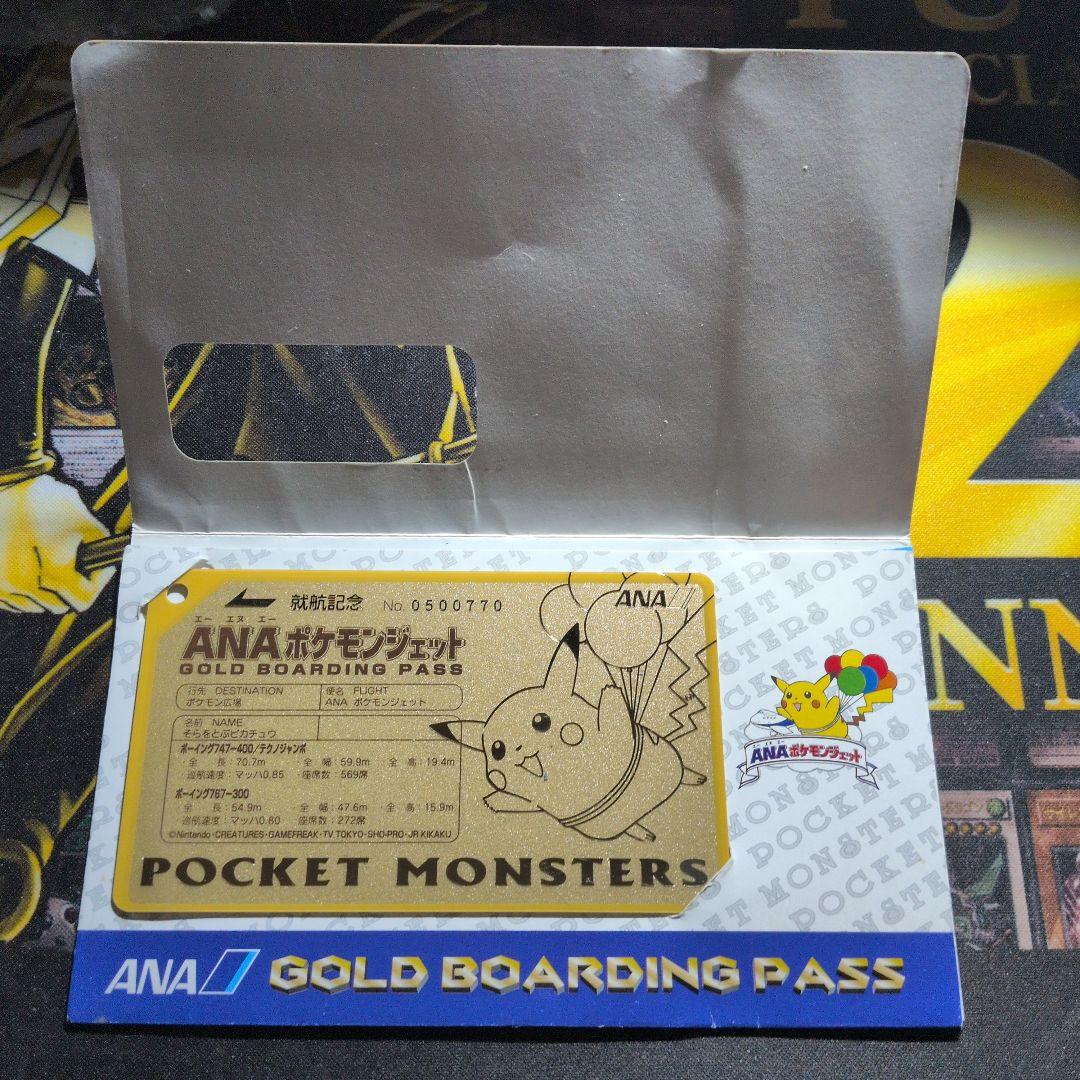 就航記念 No. 0500770
ANA
エー エヌ エー
ANAポケモンジェット
GOLD BOARDING PASS
行先 DESTINATION
ポケモン広場
便名 FLIGHT
ANA ポケモンジェット
名前 NAME
そらをとぶピカチュウ
ボーイング747-400/テクノジャンボ
・全 長:70.7m ・全 幅:59.9m ・全 高:19.4m
・巡航速度:マッハ0.85 ・座席数:569席
ボーイング767-300
・全 長:54.9m ・全 幅:47.6m ・全 高:15.9m
・巡航速度:マッハ0.80 ・座席数:272席
©Nintendo・CREATURES・GAMEFREAK・TV TOKYO・SHO-PRO・JR KIKAKU
POCKET MONSTERS
エー エヌ エー
ANAポケモンジェット
POCKET MONSTERS
ANA GOLD BOARDING PASS